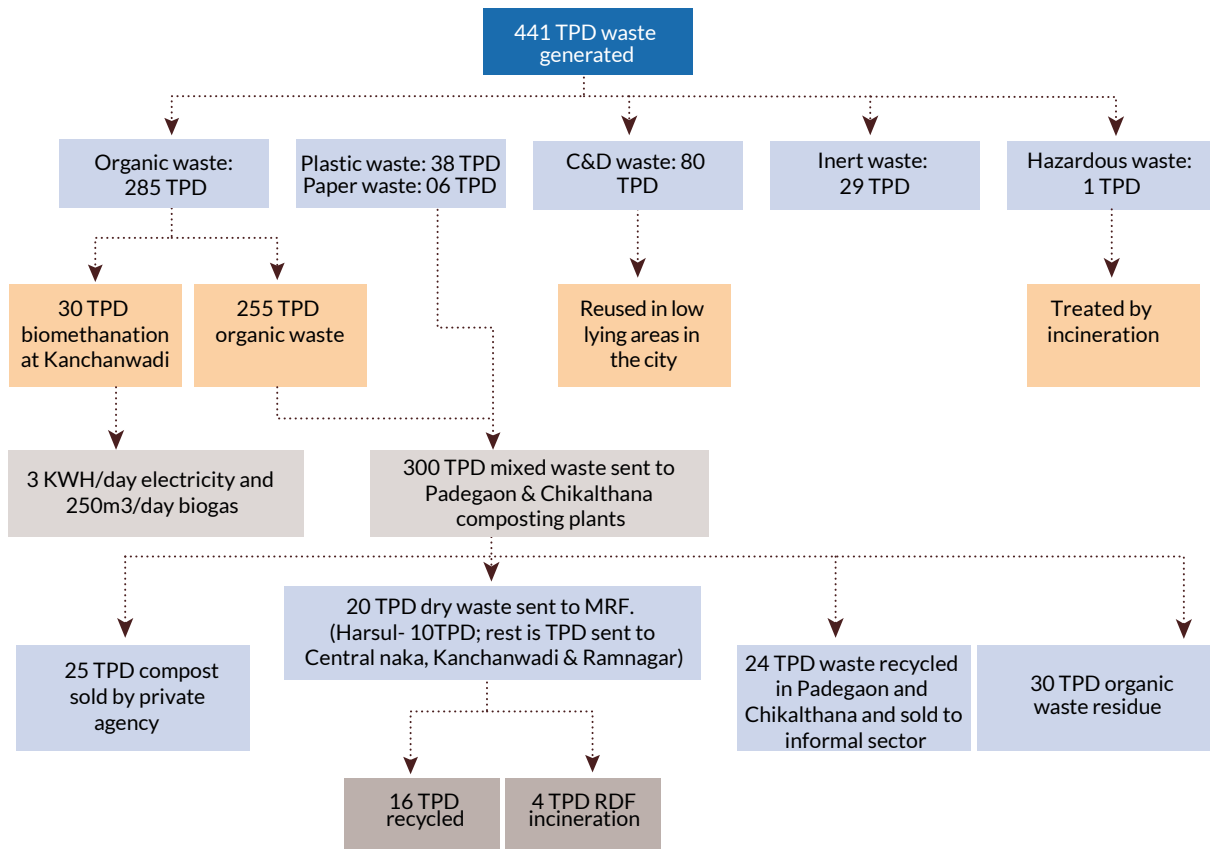 441 TPD waste
generated
Organic waste:
285 TPD
Plastic waste: 38 TPD
Paper waste: 06 TPD
C&D waste: 80
TPD
Inert waste:
29 TPD
Hazardous waste:
1 TPD
30 TPD
biomethanation
at Kanchanwadi
255 TPD
organic waste
Reused in low
lying areas in
the city
Treated by
incineration
3 KWH/day electricity and
250m3/day biogas
300 TPD mixed waste sent to
Padegaon & Chikalthana
composting plants
25 TPD compost
sold by private
agency
20 TPD dry waste sent to MRF.
(Harsul- 10TPD; rest is TPD sent to
Central naka, Kanchanwadi & Ramnagar)
24 TPD waste recycled
in Padegaon and
Chikalthana and sold to
informal sector
30 TPD organic
waste residue
16 TPD
recycled
4 TPD RDF
incineration